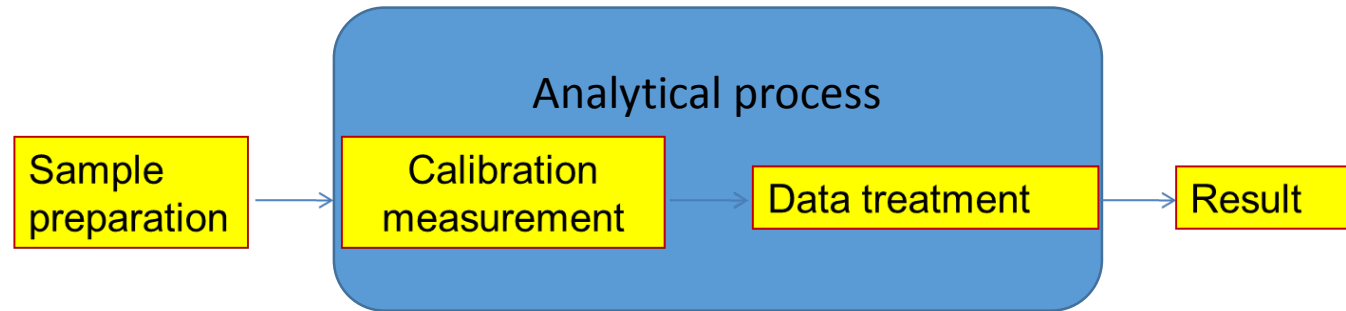 Analytical process
Sample
preparation
Calibration
measurement
Data treatment
Result